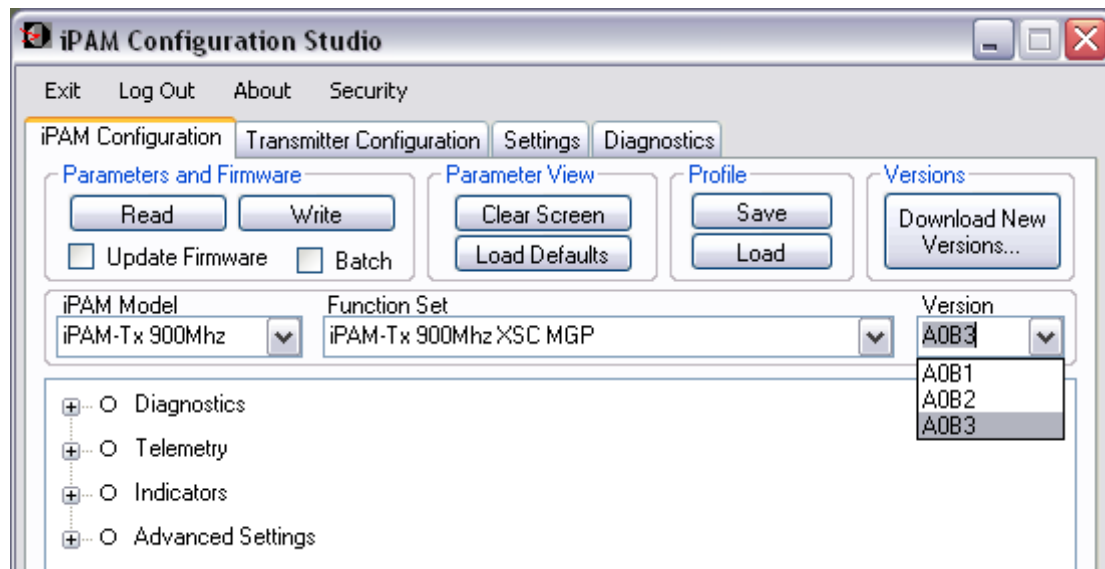 iPAM Configuration Studio
Exit Log Out About Security
iPAM Configuration Transmitter Configuration Settings Diagnostics
Parameters and Firmware Parameter View Profile Versions
Read Write Clear Screen Save Download New
Versions...
Update Firmware Batch Load Defaults Load
iPAM Model Function Set Version
iPAM-Tx 900Mhz iPAM-Tx 900Mhz XSC MGP A0B3
A0B1
A0B2
A0B3
Diagnostics
Telemetry
Indicators
Advanced Settings